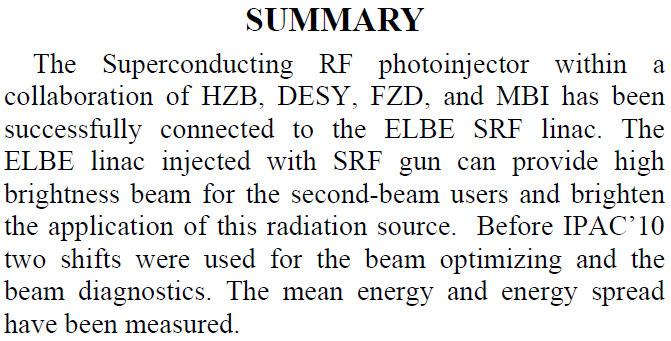 SUMMARY
The Superconducting RF photoinjector within a
collaboration of HZB, DESY, FZD, and MBI has been
successfully connected to the ELBE SRF linac. The
ELBE linac injected with SRF gun can provide high
brightness beam for the second-beam users and brighten
the application of this radiation source.  Before IPAC’10
two shifts were used for the beam optimizing and the
beam diagnostics. The mean energy and energy spread
have been measured.